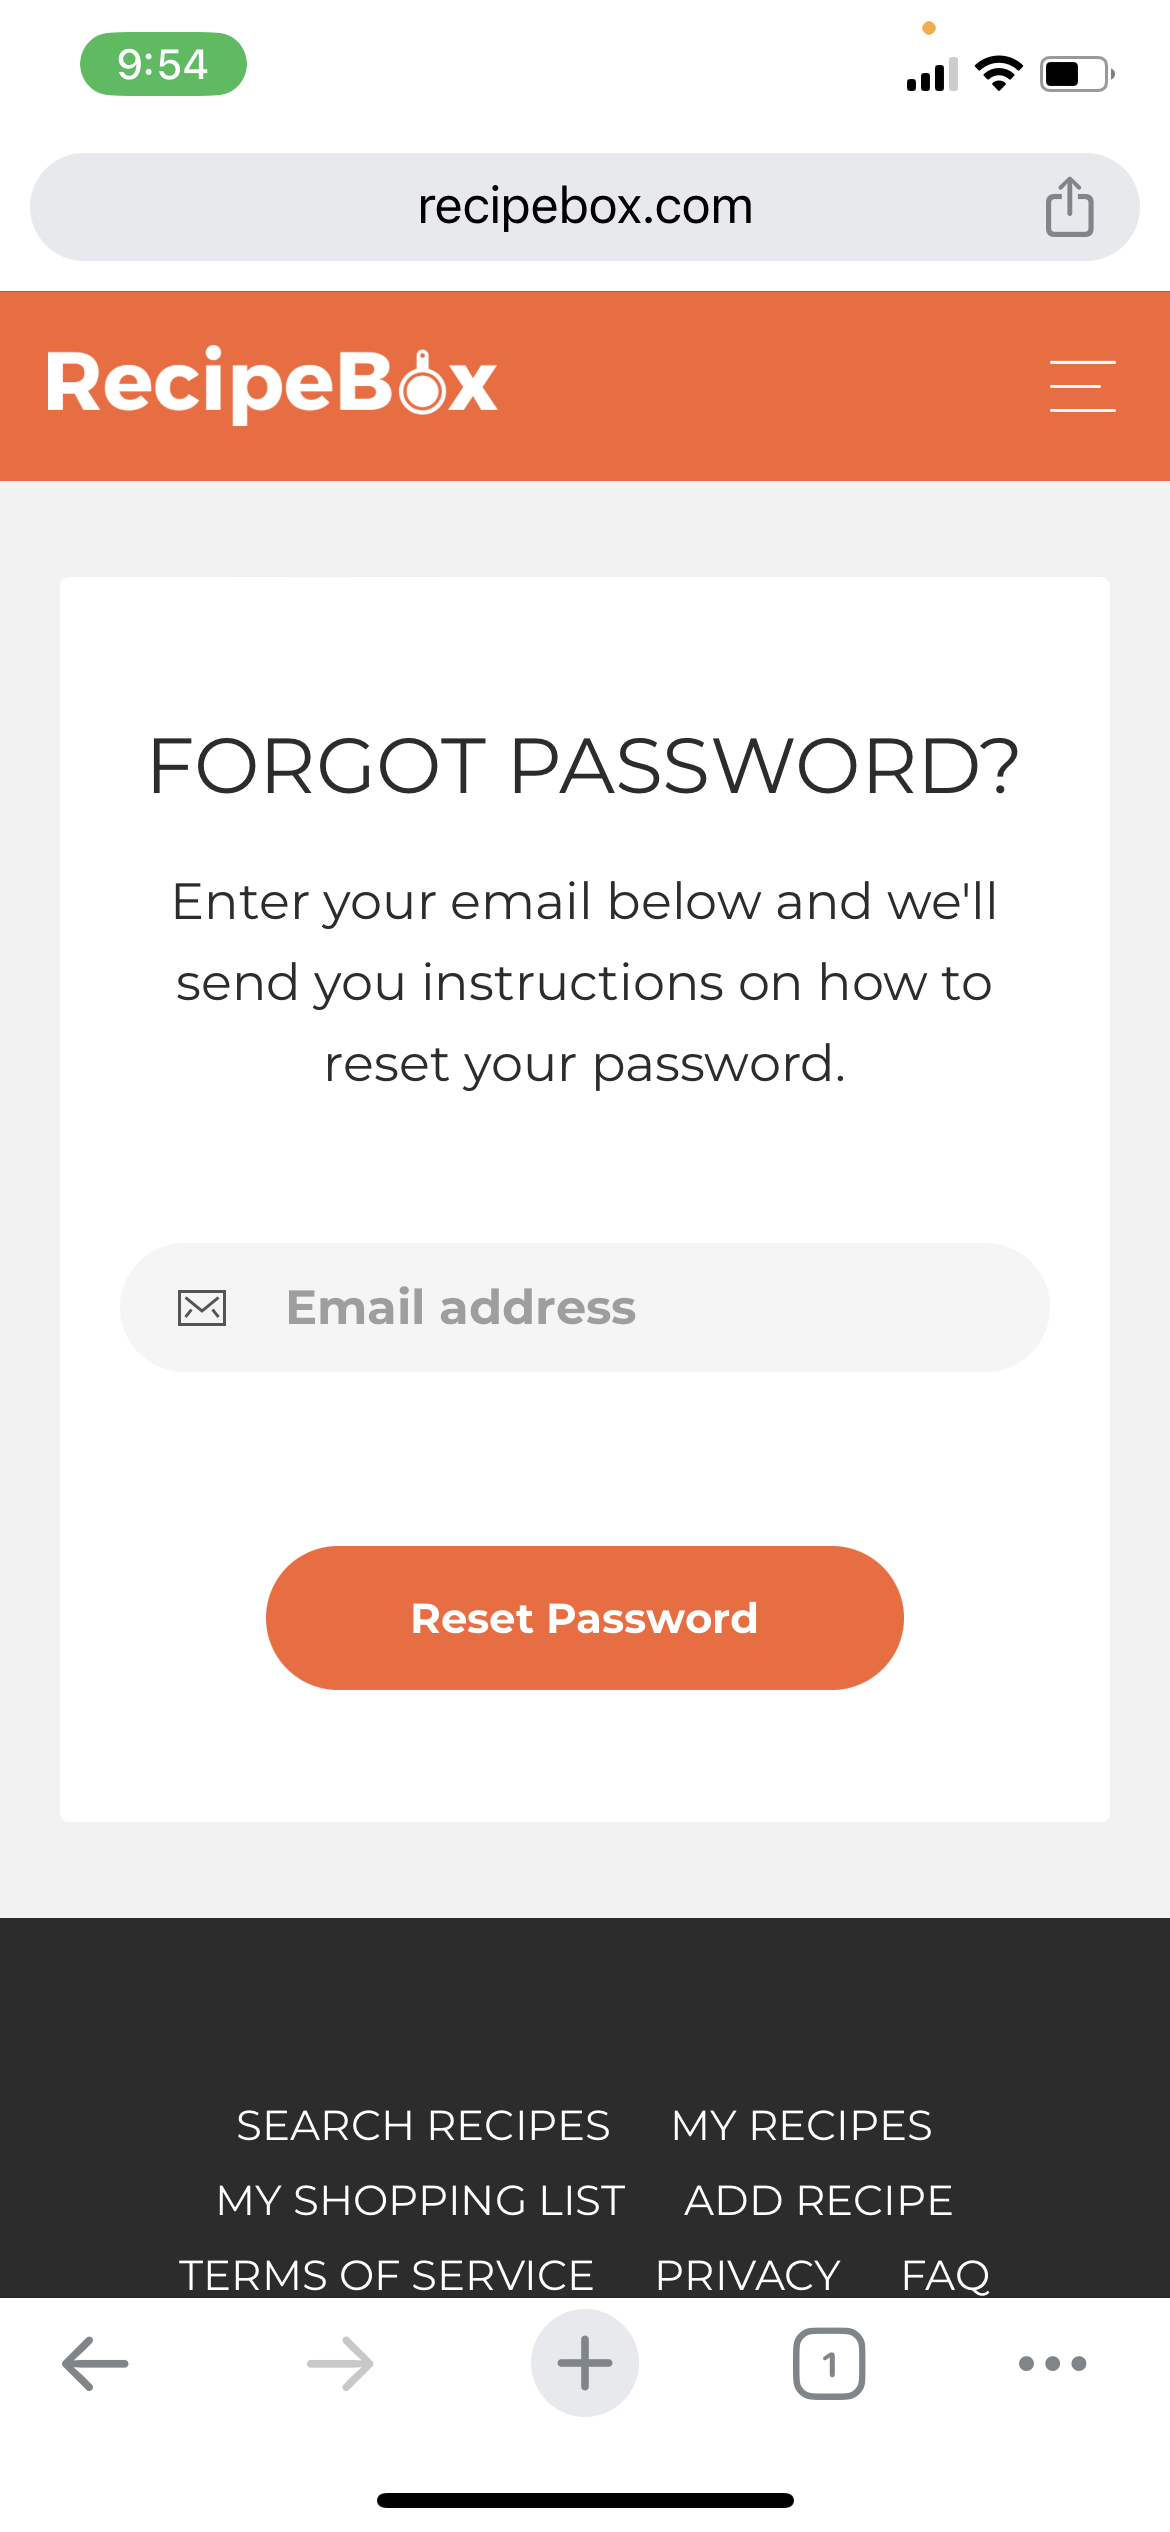 9:54
recipebox.com
RecipeBox
FORGOT PASSWORD?
Enter your email below and we'll
send you instructions on how to
reset your password.
Email address
Reset Password
SEARCH RECIPES MY RECIPES
MY SHOPPING LIST ADD RECIPE
TERMS OF SERVICE PRIVACY FAQ
1